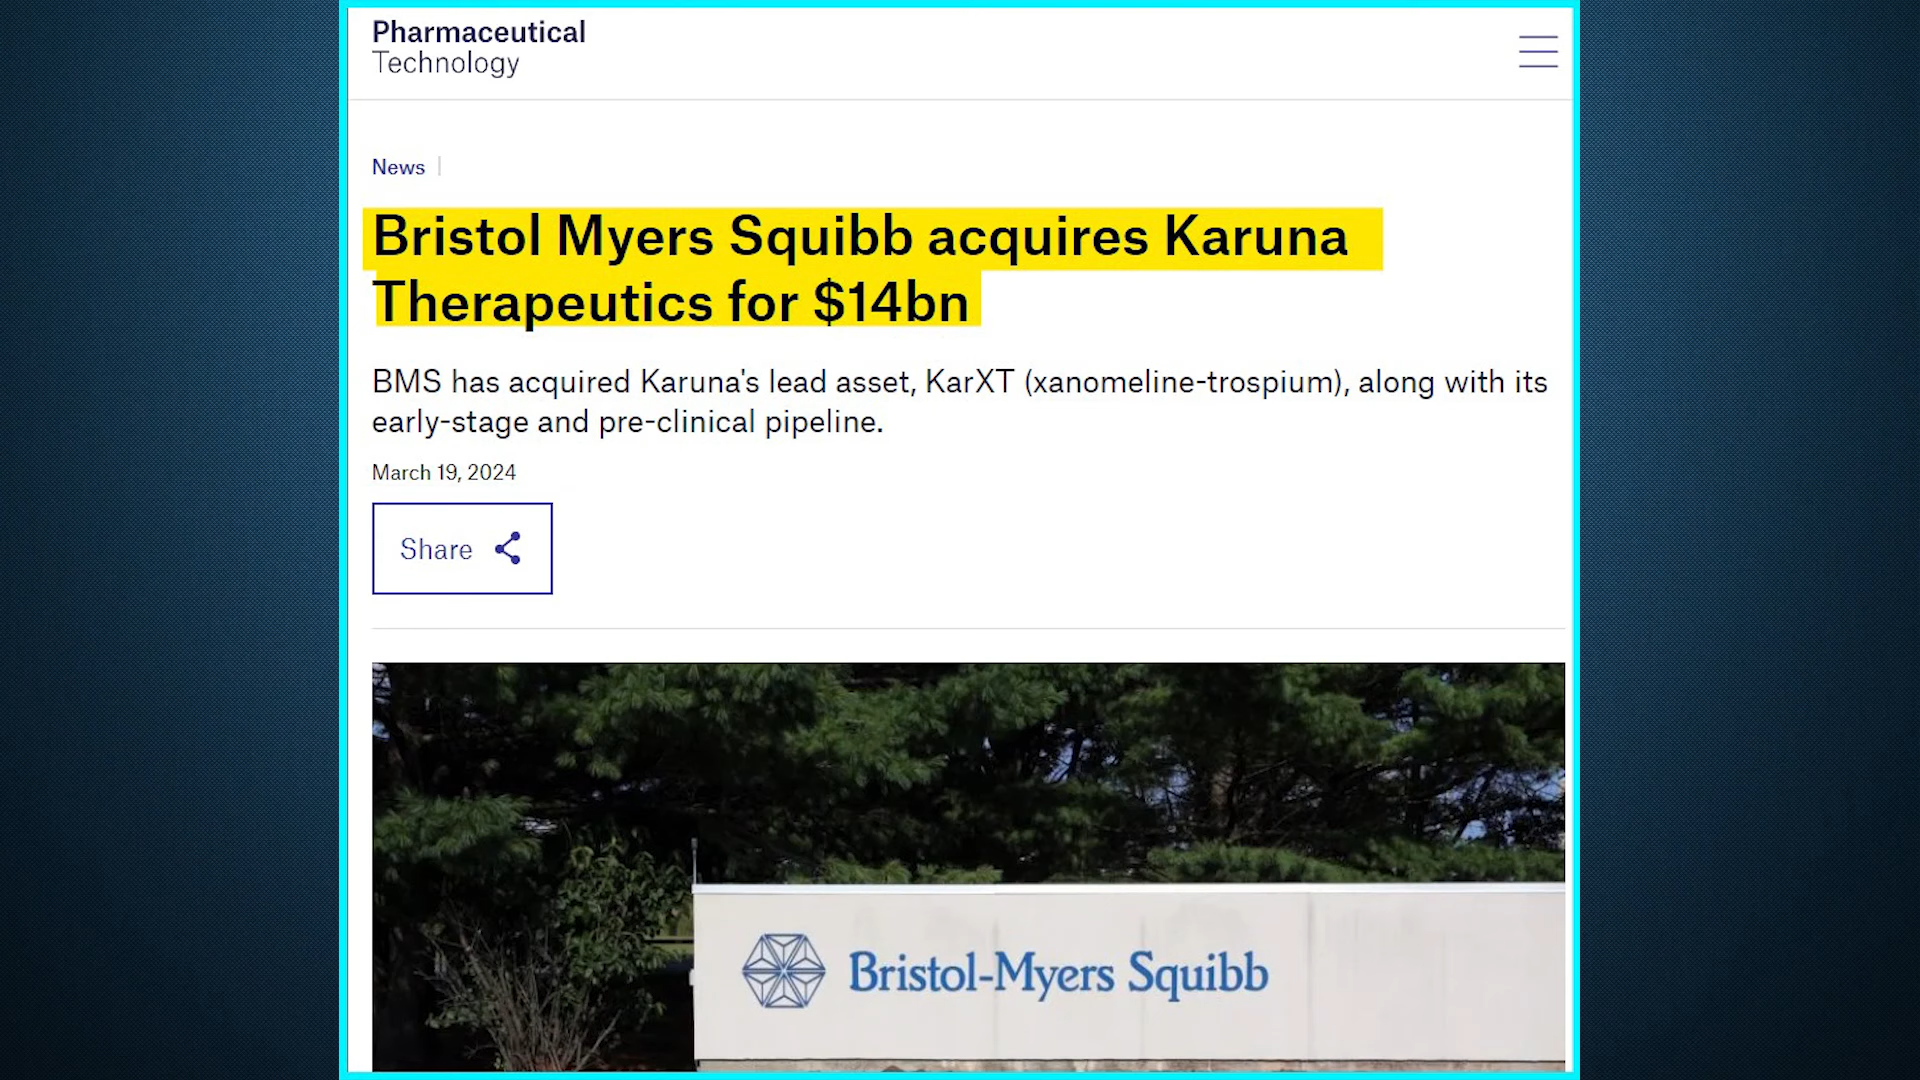 Pharmaceutical
Technology
News
Bristol Myers Squibb acquires Karuna
Therapeutics for $14bn
BMS has acquired Karuna's lead asset, KarXT (xanomeline-trospium), along with its
early-stage and pre-clinical pipeline.
March 19, 2024
Share
Bristol-Myers Squibb